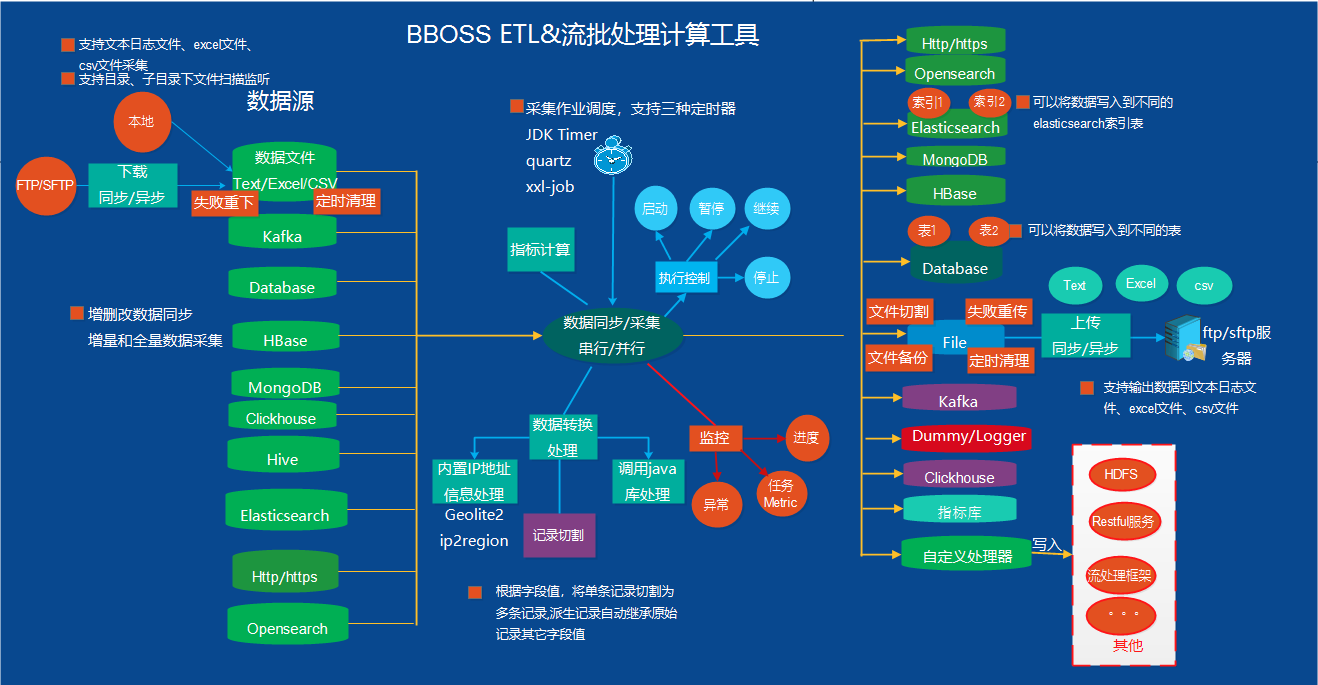 BBOSS ETL&流批处理计算工具
支持文本日志文件、excel文件、
csv文件采集
支持目录、子目录下文件扫描监听
数据源
本地
FTP/SFTP
下载
同步/异步
数据文件
Text/Excel/CSV
失败重下
定时清理
Kafka
Database
增删改数据同步
增量和全量数据采集
HBase
MongoDB
Clickhouse
Hive
Elasticsearch
Http/https
Opensearch
采集作业调度，支持三种定时器
JDK Timer
quartz
xxl-job
启动
暂停
继续
指标计算
执行控制
停止
数据同步/采集
串行/并行
数据转换
处理
内置IP地址
信息处理
Geolite2
ip2region
调用java
库处理
记录切割
监控
进度
异常
任务
Metric
根据字段值，将单条记录切割为
多条记录,派生记录自动继承原始
记录其它字段值
Http/https
Opensearch
索引1
索引2
可以将数据写入到不同的
elasticsearch索引表
Elasticsearch
MongoDB
HBase
表1
表2
可以将数据写入到不同的表
Database
Text
Excel
csv
文件切割
失败重传
File
上传
同步/异步
ftp/sftp服
务器
文件备份
定时清理
支持输出数据到文本日志文
件、excel文件、csv文件
Kafka
Dummy/Logger
Clickhouse
指标库
自定义处理器
写入
HDFS
Restful服务
流处理框架
。。。
其他